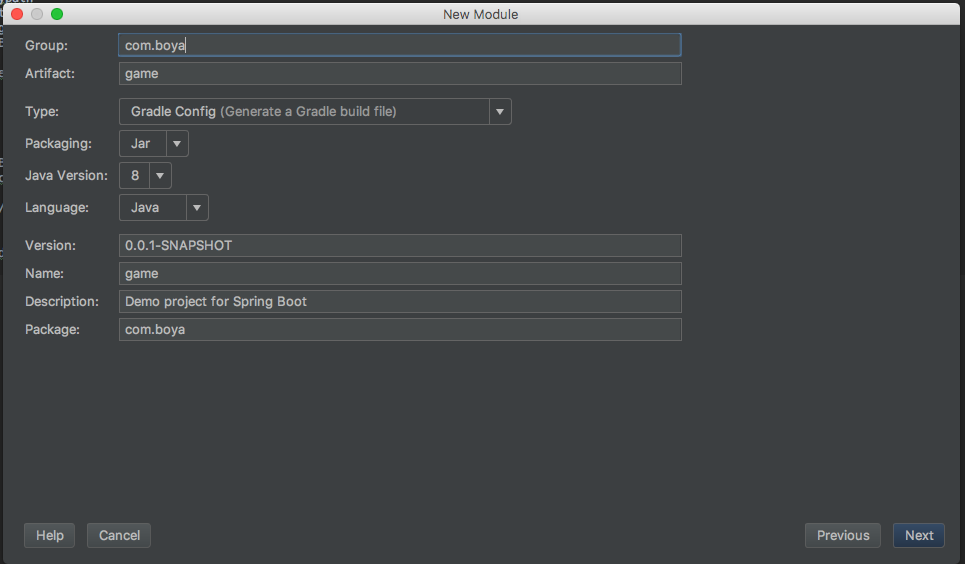 New Module
Group: com.boya
Artifact: game
Type: Gradle Config (Generate a Gradle build file)
Packaging: Jar
Java Version: 8
Language: Java
Version: 0.0.1-SNAPSHOT
Name: game
Description: Demo project for Spring Boot
Package: com.boya
Help Cancel Previous Next